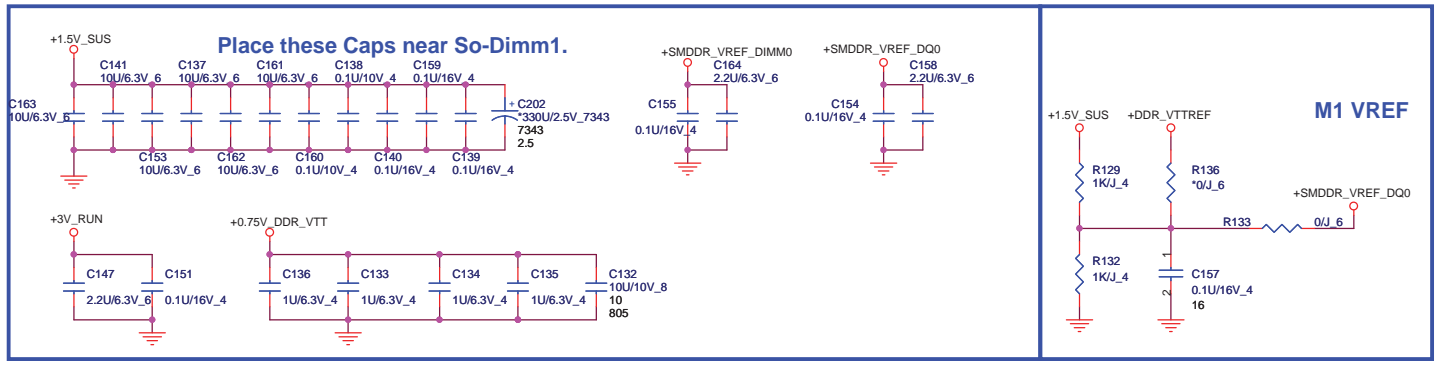 Place these Caps near So-Dimm1.
+1.5V_SUS
C163
10U/6.3V_6
C141
10U/6.3V_6
C137
10U/6.3V_6
C161
10U/6.3V_6
C138
0.1U/10V_4
C159
0.1U/16V_4
+ C202
*330U/2.5V_7343
7343
2.5
C153
10U/6.3V_6
C162
10U/6.3V_6
C160
0.1U/10V_4
C140
0.1U/16V_4
C139
0.1U/16V_4
+SMDDR_VREF_DIMM0
C164
2.2U/6.3V_6
C155
0.1U/16V_4
+SMDDR_VREF_DQ0
C158
2.2U/6.3V_6
C154
0.1U/16V_4
+3V_RUN
C147
2.2U/6.3V_6
C151
0.1U/16V_4
+0.75V_DDR_VTT
C136
1U/6.3V_4
C133
1U/6.3V_4
C134
1U/6.3V_4
C135
1U/6.3V_4
C132
10U/10V_8
10
805
M1 VREF
+1.5V_SUS
+DDR_VTTREF
R129
1K/J_4
R136
*0/J_6
+SMDDR_VREF_DQ0
R133
0/J_6
R132
1K/J_4
1
2
C157
0.1U/16V_4
16